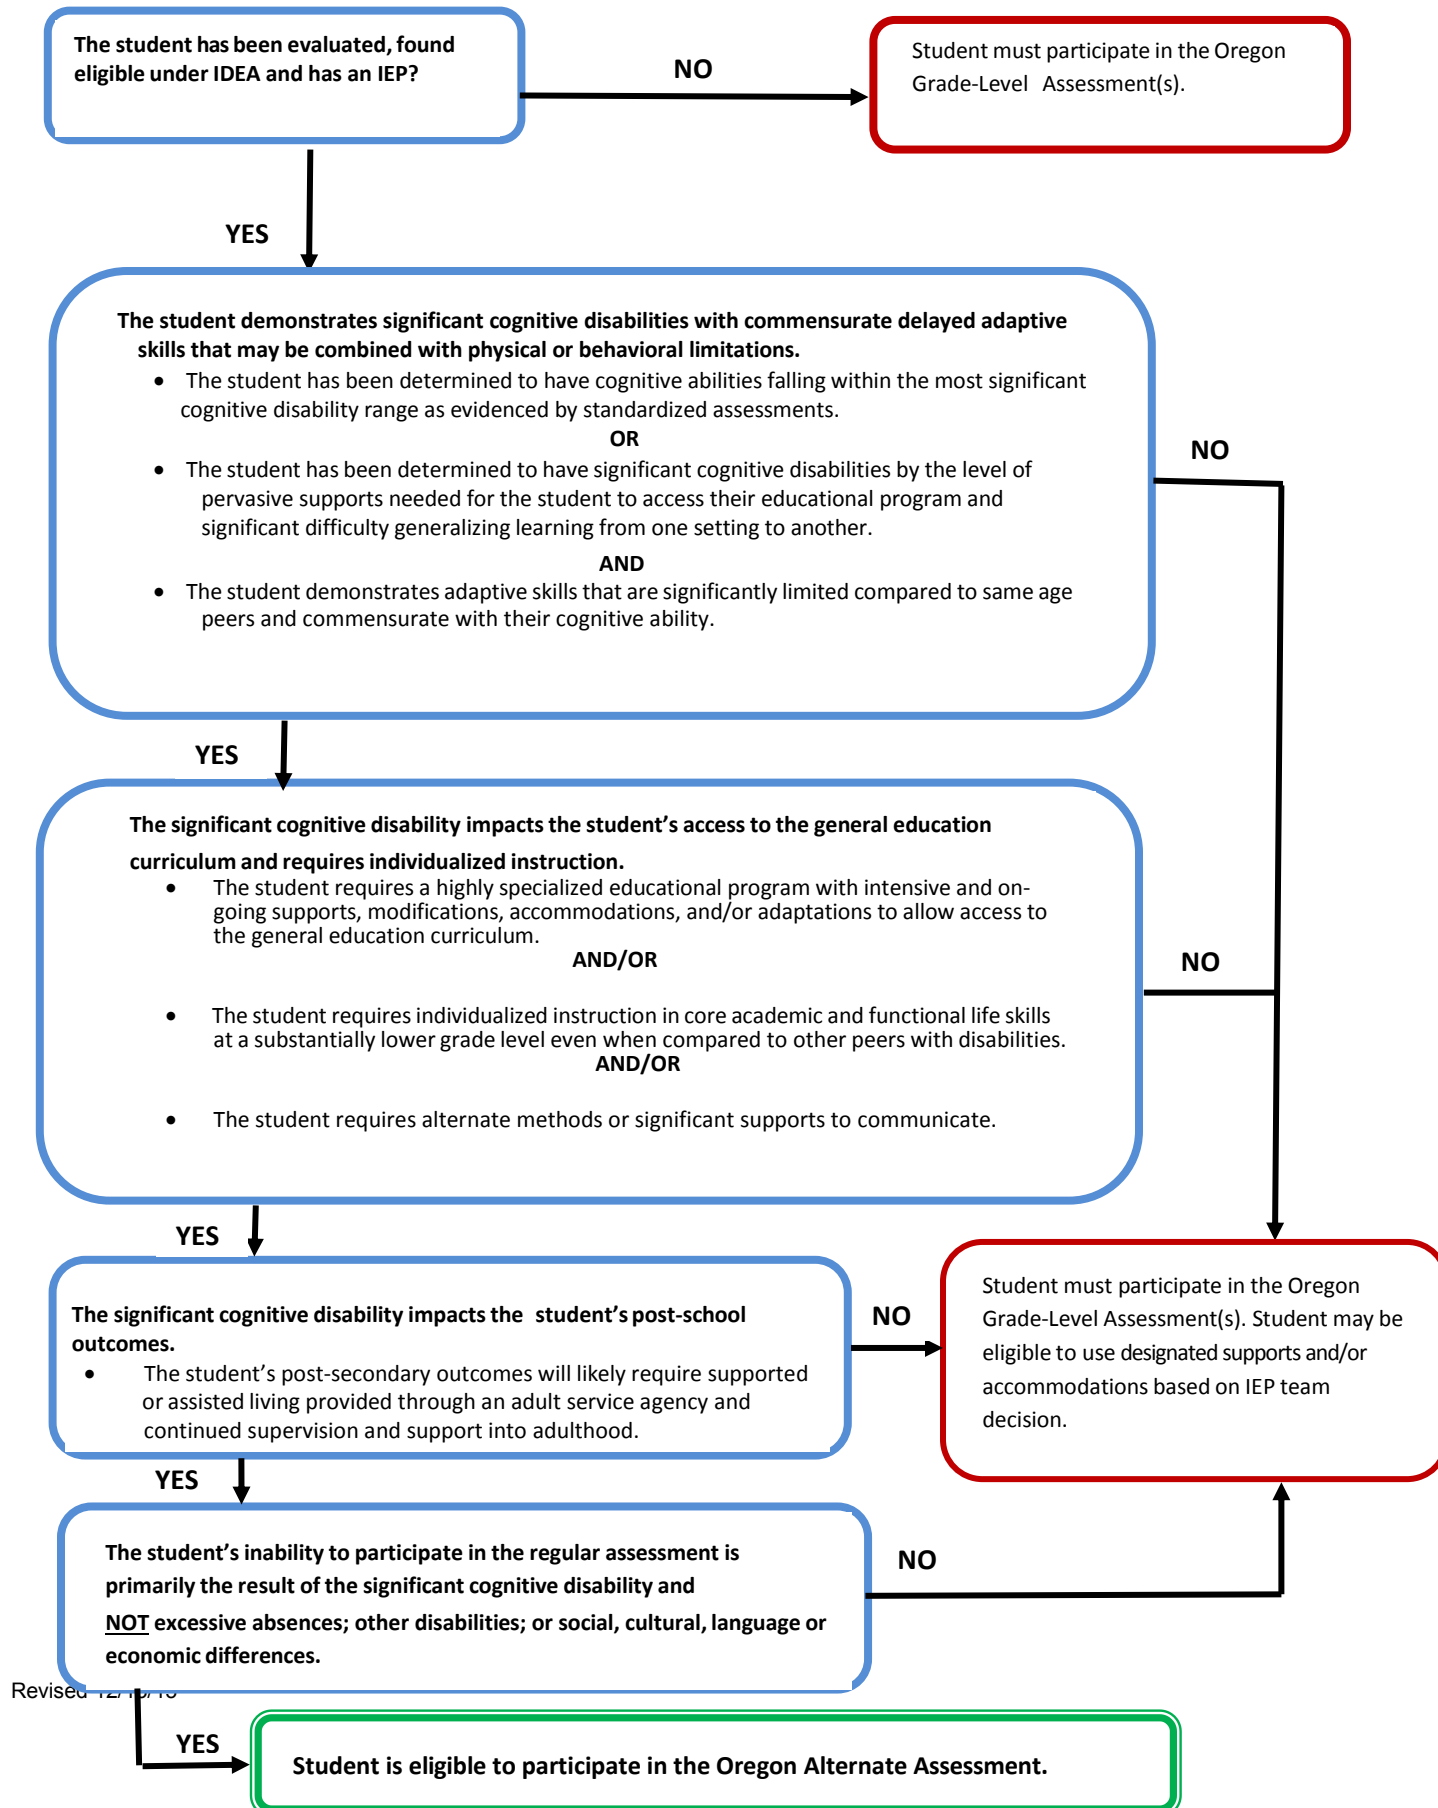 The student has been evaluated, found
eligible under IDEA and has an IEP?
NO
Student must participate in the Oregon
Grade-Level Assessment(s).
YES
The student demonstrates significant cognitive disabilities with commensurate delayed adaptive
skills that may be combined with physical or behavioral limitations.
• The student has been determined to have cognitive abilities falling within the most significant
cognitive disability range as evidenced by standardized assessments.
OR
• The student has been determined to have significant cognitive disabilities by the level of
pervasive supports needed for the student to access their educational program and
significant difficulty generalizing learning from one setting to another.
AND
• The student demonstrates adaptive skills that are significantly limited compared to same age
peers and commensurate with their cognitive ability.
NO
YES
The significant cognitive disability impacts the student's access to the general education
curriculum and requires individualized instruction.
• The student requires a highly specialized educational program with intensive and on-
going supports, modifications, accommodations, and/or adaptations to allow access to
the general education curriculum.
AND/OR
• The student requires individualized instruction in core academic and functional life skills
at a substantially lower grade level even when compared to other peers with disabilities.
AND/OR
• The student requires alternate methods or significant supports to communicate.
NO
YES
The significant cognitive disability impacts the student's post-school
outcomes.
• The student's post-secondary outcomes will likely require supported
or assisted living provided through an adult service agency and
continued supervision and support into adulthood.
NO
Student must participate in the Oregon
Grade-Level Assessment(s). Student may be
eligible to use designated supports and/or
accommodations based on IEP team
decision.
YES
The student's inability to participate in the regular assessment is
primarily the result of the significant cognitive disability and
NOT excessive absences; other disabilities; or social, cultural, language or
economic differences.
NO
Revised
YES
Student is eligible to participate in the Oregon Alternate Assessment.